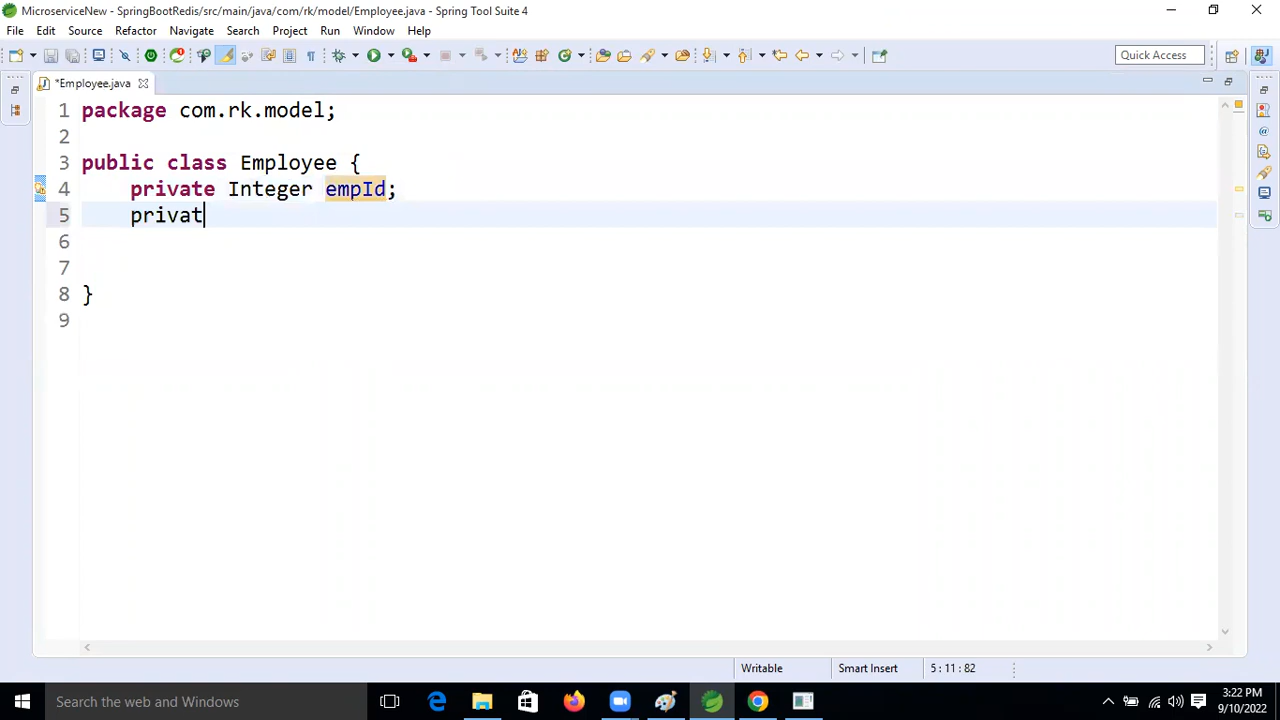 MicroserviceNew - SpringBootRedis/src/main/java/com/rk/model/Employee.java - Spring Tool Suite 4
File Edit Source Refactor Navigate Search Project Run Window Help
Quick Access
*Employee.java
1 package com.rk.model;
2
3 public class Employee {
4 private Integer empId;
5 privat
6
7
8 }
9
Writable Smart Insert 5 : 11 : 82
Search the web and Windows
3:22 PM
9/10/2022